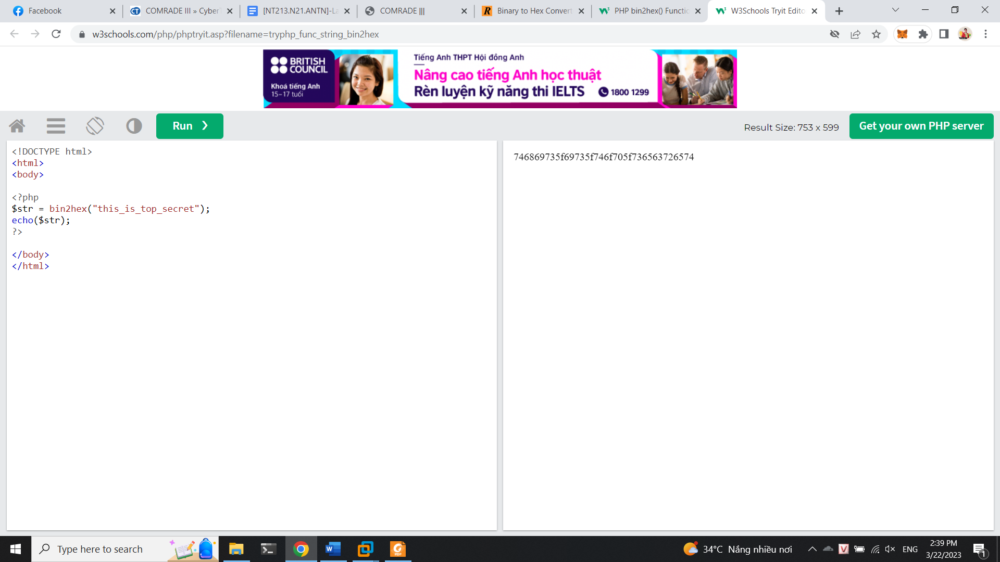 Facebook
COMRADE III » CyberT
[NT213.N21.ANTN]-La
COMRADE |||
Binary to Hex Convert
PHP bin2hex() Functio
W3Schools Tryit Edito
w3schools.com/php/phptryit.asp?filename=tryphp_func_string_bin2hex
BRITISH
COUNCIL
Khoá tiếng Anh
15–17 tuổi
Tiếng Anh THPT Hội đồng Anh
Nâng cao tiếng Anh học thuật
Rèn luyện kỹ năng thi IELTS
1800 1299
Run ❯
Result Size: 753 x 599
Get your own PHP server
<!DOCTYPE html>
<html>
<body>
<?php
$str = bin2hex("this_is_top_secret");
echo($str);
?>
</body>
</html>
746869735f69735f746f705f736563726574
Type here to search
34°C Nắng nhiều nơi
ENG
2:39 PM
3/22/2023
1